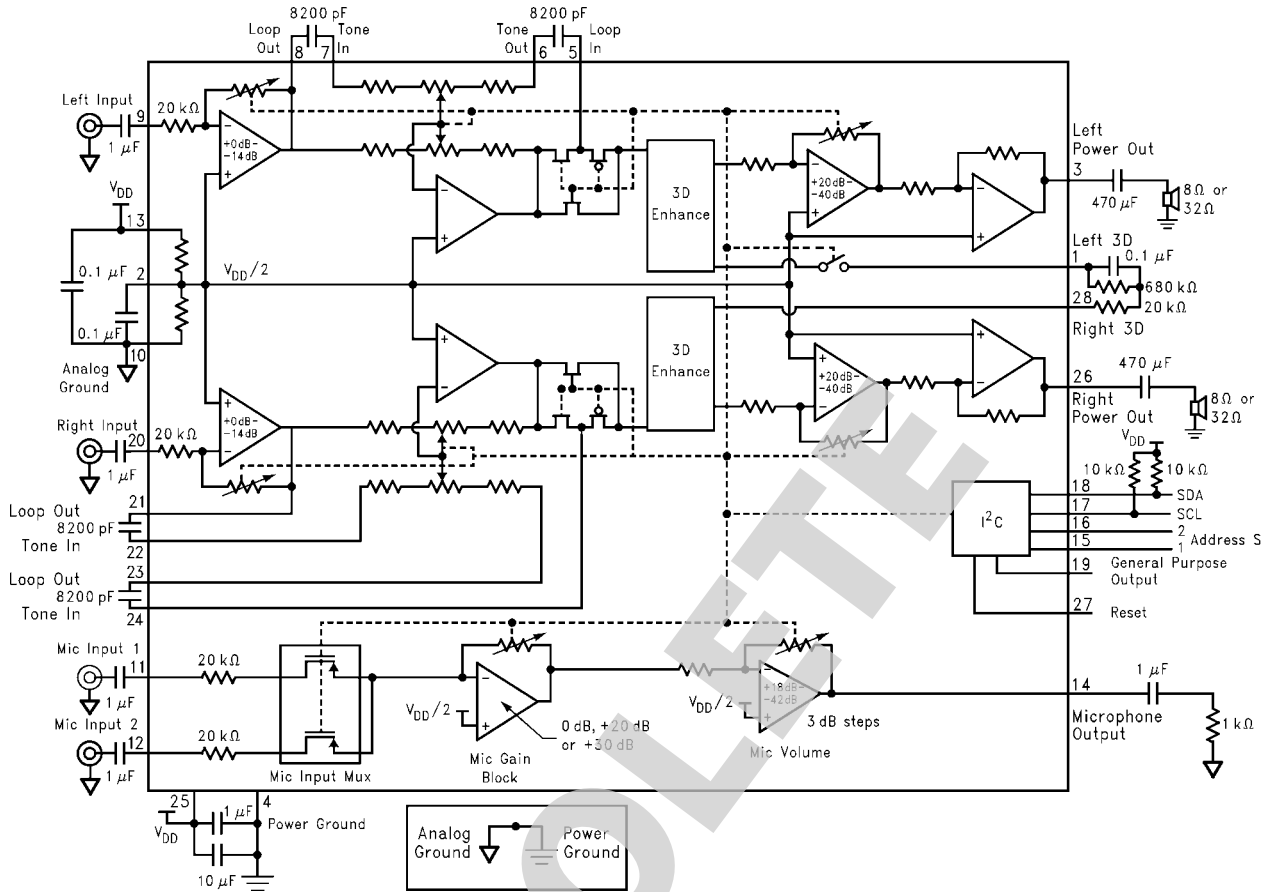 8200 pF
8200 pF
Loop Out
Tone In
Tone Out
Loop In
8
7
6
5
Left Input
9
1 μF
20 kΩ
+0dB-
-14dB
3D
Enhance
+20dB-
-40dB
Left
Power Out
3
470 μF
8Ω or
32Ω
VDD
13
0.1 μF
2
VDD/2
0.1 μF
10
Analog
Ground
Left 3D
1
0.1 μF
680 kΩ
28
20 kΩ
Right 3D
3D
Enhance
+0dB-
-14dB
+20dB-
-40dB
470 μF
26
Right
Power Out
8Ω or
32Ω
Right Input
20
20 kΩ
1 μF
VDD
10 kΩ
10 kΩ
21
Loop Out
8200 pF
Tone In
22
23
Loop Out
8200 pF
Tone In
24
I2C
18
SDA
17
SCL
16
2
Address S
15
1
19
General Purpose
Output
27
Reset
Mic Input 1
11
1 μF
20 kΩ
Mic Input 2
12
1 μF
20 kΩ
Mic Input Mux
VDD/2
0 dB, +20 dB
or +30 dB
Mic Gain
Block
VDD/2
+18dB-
-42dB
3 dB steps
Mic Volume
14
Microphone
Output
1 μF
1 kΩ
25
4
VDD
1 μF
Power Ground
10 μF
Analog
Ground
Power
Ground
OLETE